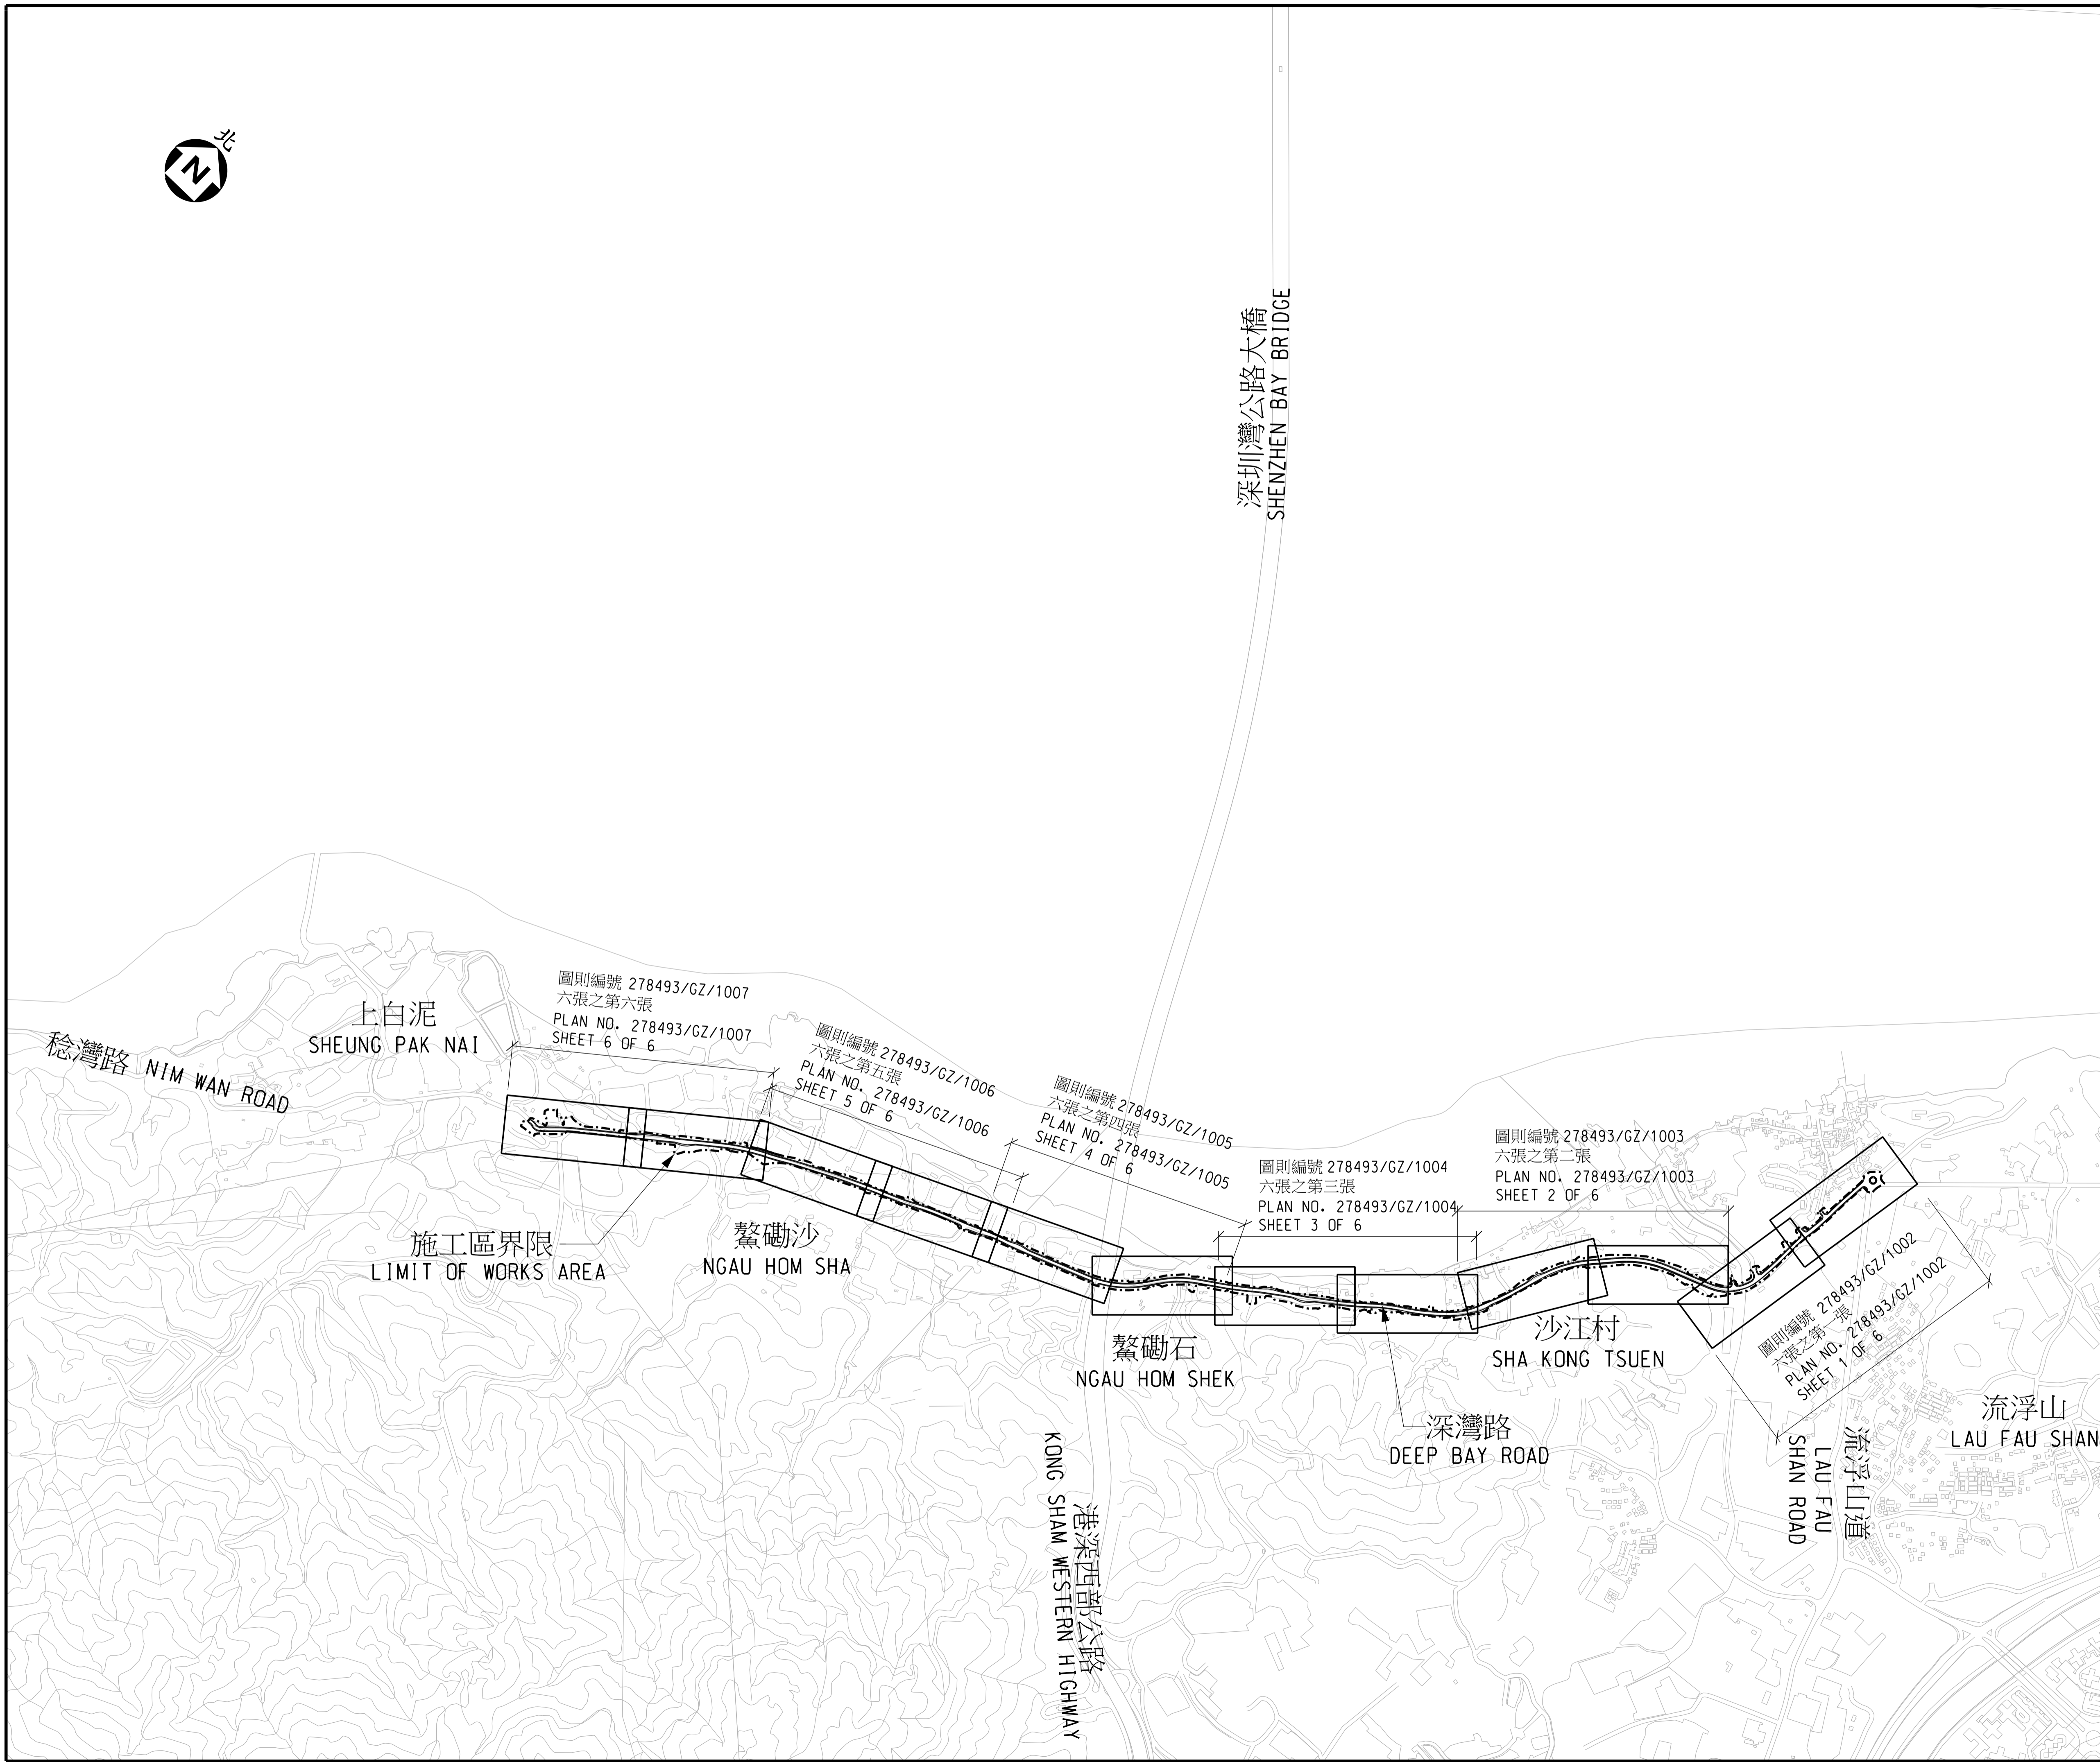 北
N
深圳灣公路大橋
SHENZHEN BAY BRIDGE
稔灣路 NIM WAN ROAD
上白泥
SHEUNG PAK NAI
圖則編號 278493/GZ/1007
六張之第六張
PLAN NO. 278493/GZ/1007
SHEET 6 OF 6
圖則編號 278493/GZ/1006
六張之第五張
PLAN NO. 278493/GZ/1006
SHEET 5 OF 6
圖則編號 278493/GZ/1005
六張之第四張
PLAN NO. 278493/GZ/1005
SHEET 4 OF 6
圖則編號 278493/GZ/1004
六張之第三張
PLAN NO. 278493/GZ/1004
SHEET 3 OF 6
圖則編號 278493/GZ/1003
六張之第二張
PLAN NO. 278493/GZ/1003
SHEET 2 OF 6
圖則編號 278493/GZ/1002
六張之第一張
PLAN NO. 278493/GZ/1002
SHEET 1 OF 6
施工區界限
LIMIT OF WORKS AREA
鰲磡沙
NGAU HOM SHA
鰲磡石
NGAU HOM SHEK
沙江村
SHA KONG TSUEN
深灣路
DEEP BAY ROAD
流浮山
LAU FAU SHAN
流浮山道
LAU FAU
SHAN ROAD
港深西部公路
KONG SHAM WESTERN HIGHWAY